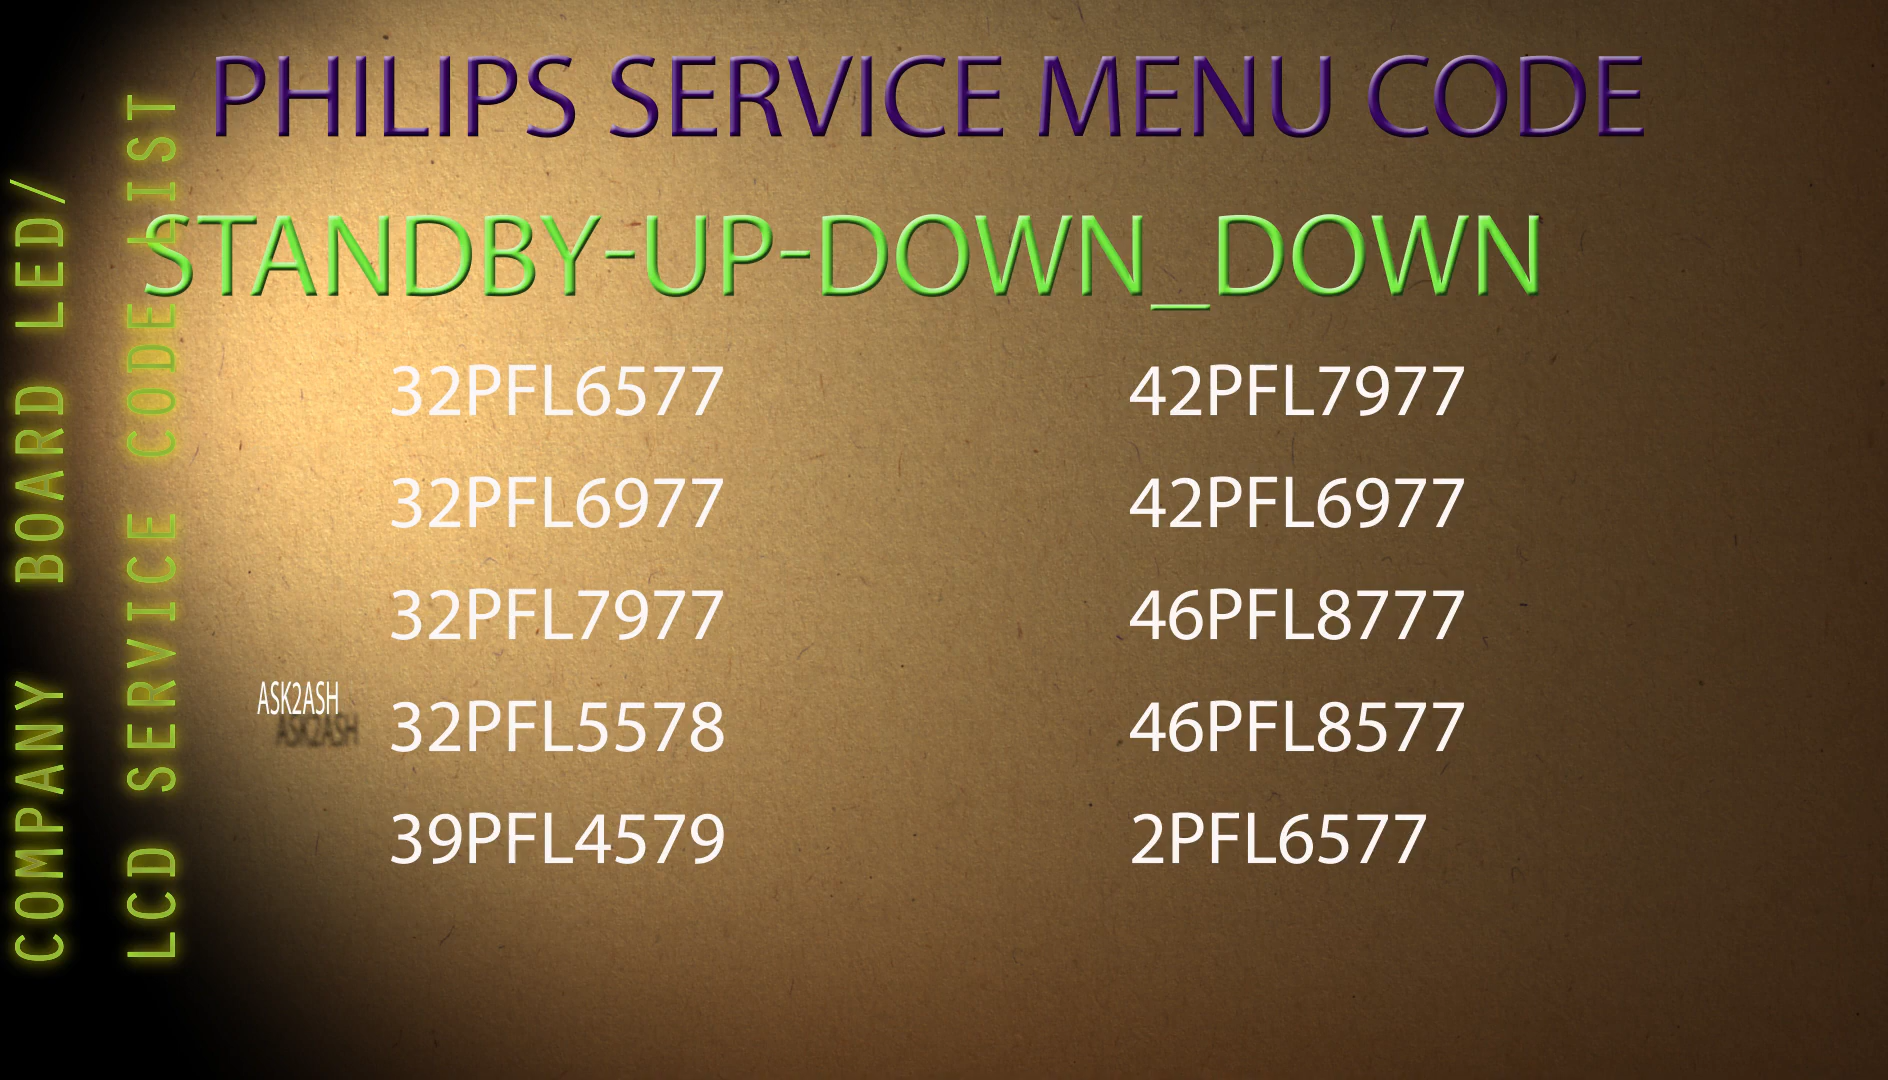 PHILIPS SERVICE MENU CODE
STANDBY-UP-DOWN_DOWN
32PFL6577
42PFL7977
32PFL6977
42PFL6977
32PFL7977
46PFL8777
ASK2ASH
32PFL5578
46PFL8577
39PFL4579
2PFL6577
COMPANY BOARD LED/
LCD SERVICE CODE LIST